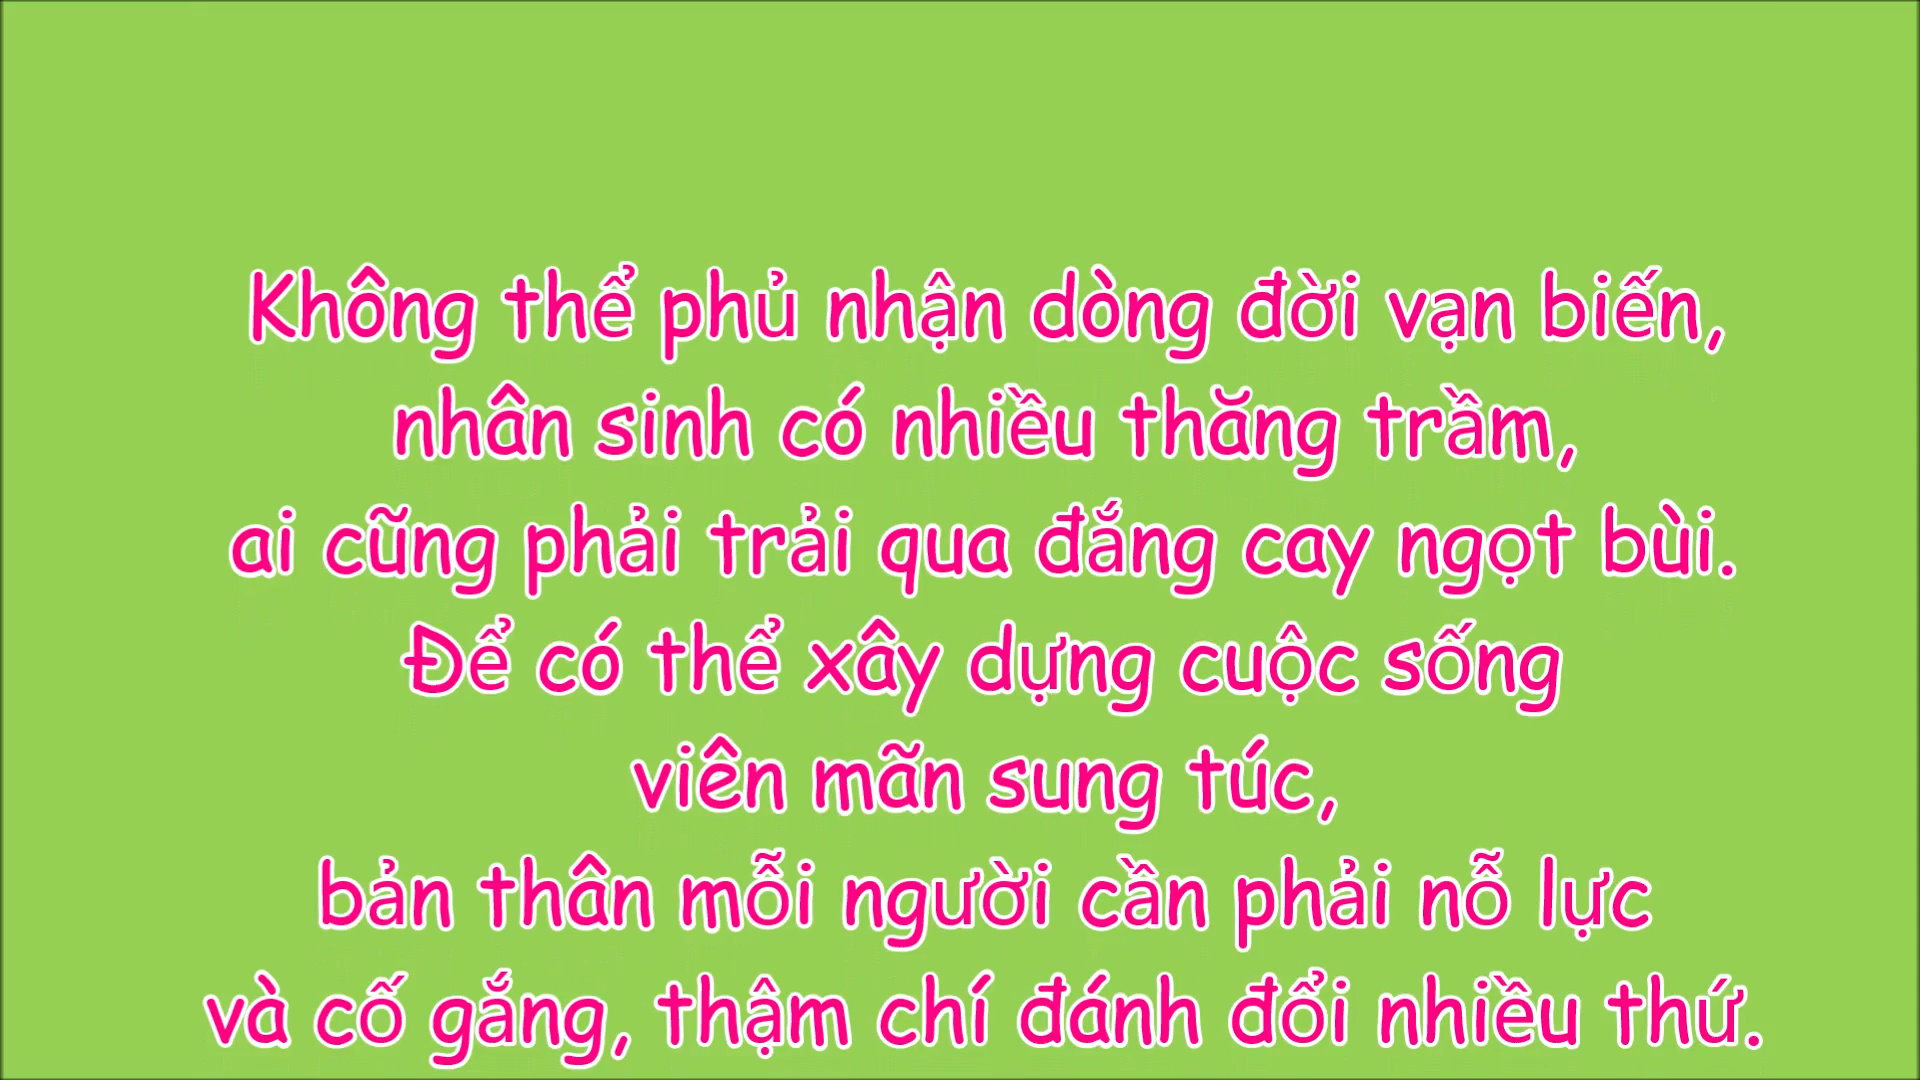 Không thể phủ nhận dòng đời vạn biến,
nhân sinh có nhiều thăng trầm,
ai cũng phải trải qua đắng cay ngọt bùi.
Để có thể xây dựng cuộc sống
viên mãn sung túc,
bản thân mỗi người cần phải nỗ lực
và cố gắng, thậm chí đánh đổi nhiều thứ.